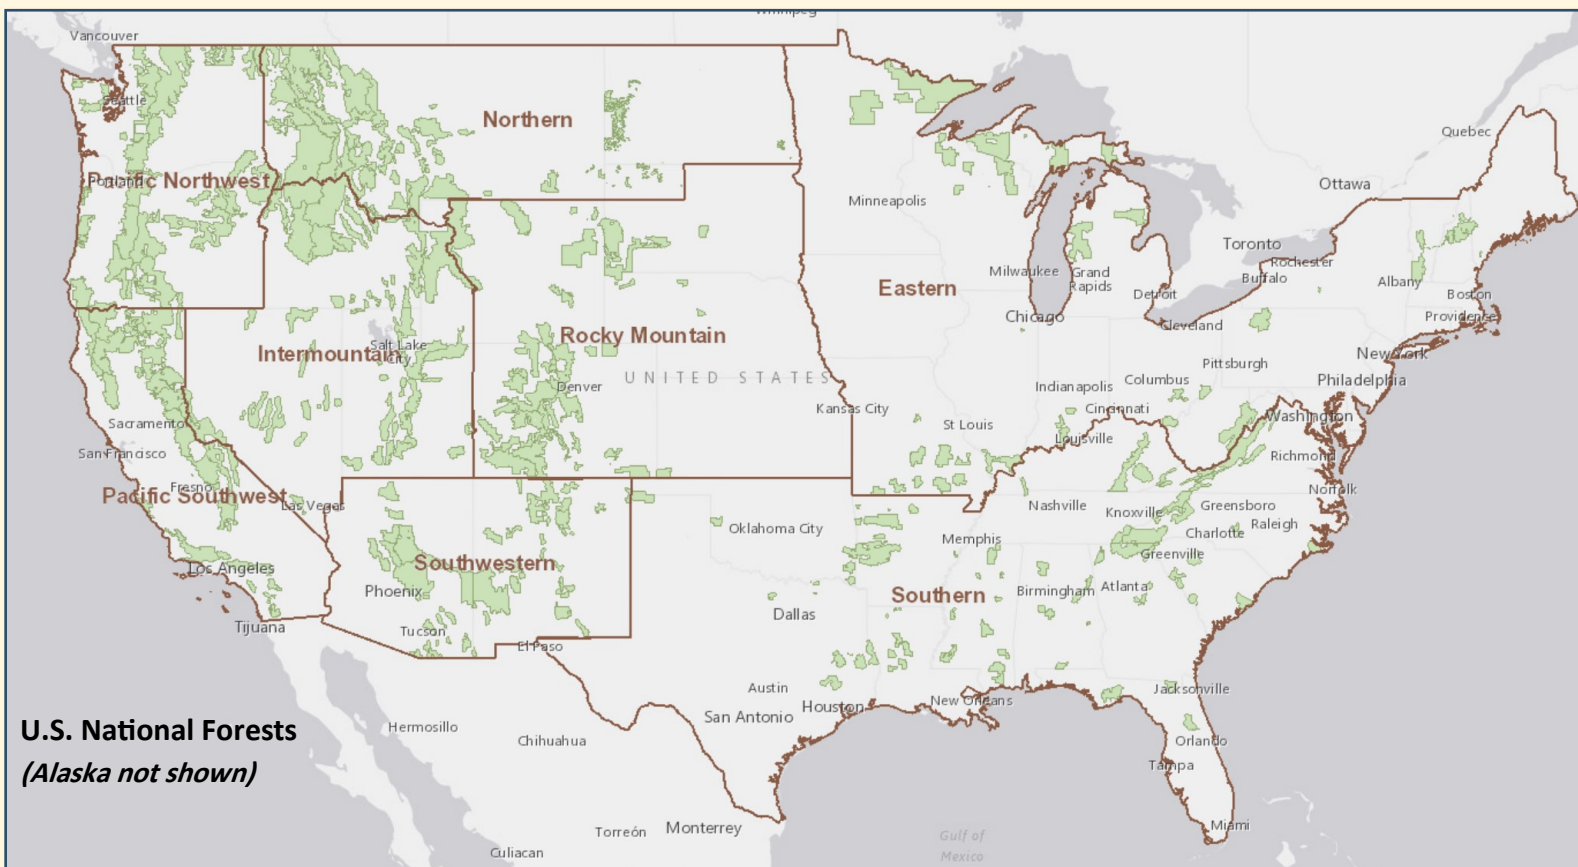 Winnipeg
Vancouver
Seattle
Northern
Quebec
Portland
Pacific Northwest
Ottawa
Minneapolis
Toronto
Rochester
Buffalo
Milwaukee
Grand
Rapids
Detroit
Albany
Boston
Eastern
Chicago
Providence
Cleveland
Rocky Mountain
Intermountain
Salt Lake
City
New York
Pittsburgh
UNITED STATES
Denver
Indianapolis
Columbus
Philadelphia
Kansas City
Cincinnati
Washington
Sacramento
St Louis
Louisville
San Francisco
Richmond
Fresno
Pacific Southwest
Las Vegas
Norfolk
Nashville
Knoxville
Greensboro
Raleigh
Oklahoma City
Charlotte
Memphis
Greenville
Southwestern
Los Angeles
Phoenix
Southern
Birmingham
Atlanta
Dallas
Tijuana
Tucson
El Paso
Austin
Jacksonville
Houston
New Orleans
San Antonio
U.S. National Forests
(Alaska not shown)
Hermosillo
Chihuahua
Orlando
Tampa
Torreón
Monterrey
Miami
Gulf of
Mexico
Culiacan